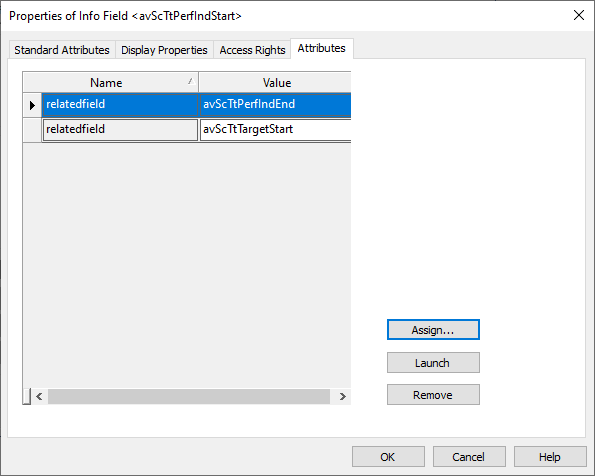 Properties of Info Field <avScTtPerfIndStart>
Standard Attributes Display Properties Access Rights Attributes
Name Value
relatedfield avScTtPerfIndEnd
relatedfield avScTtTargetStart
Assign...
Launch
Remove
OK Cancel Help